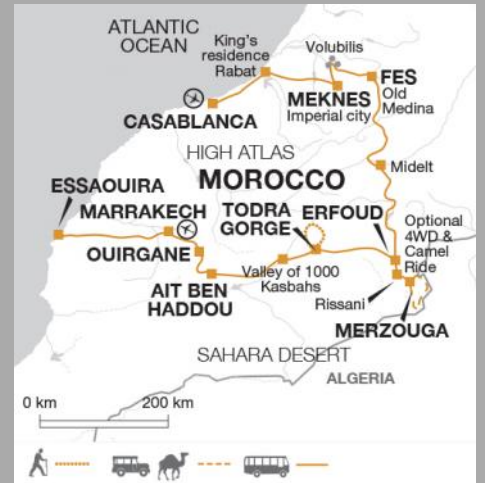 ATLANTIC
OCEAN
King's
residence
Rabat
Volubilis
FES
Old
Medina
MEKNES
Imperial city
CASABLANCA
HIGH ATLAS
Midelt
MOROCCO
ESSAOUIRA
MARRAKECH
TODRA
GORGE
ERFOUD
Optional
4WD &
Camel
Ride
OUIRGANE
Valley of 1000
Kasbahs
AIT BEN
HADDOU
Rissani
MERZOUGA
SAHARA DESERT
ALGERIA
0 km
200 km